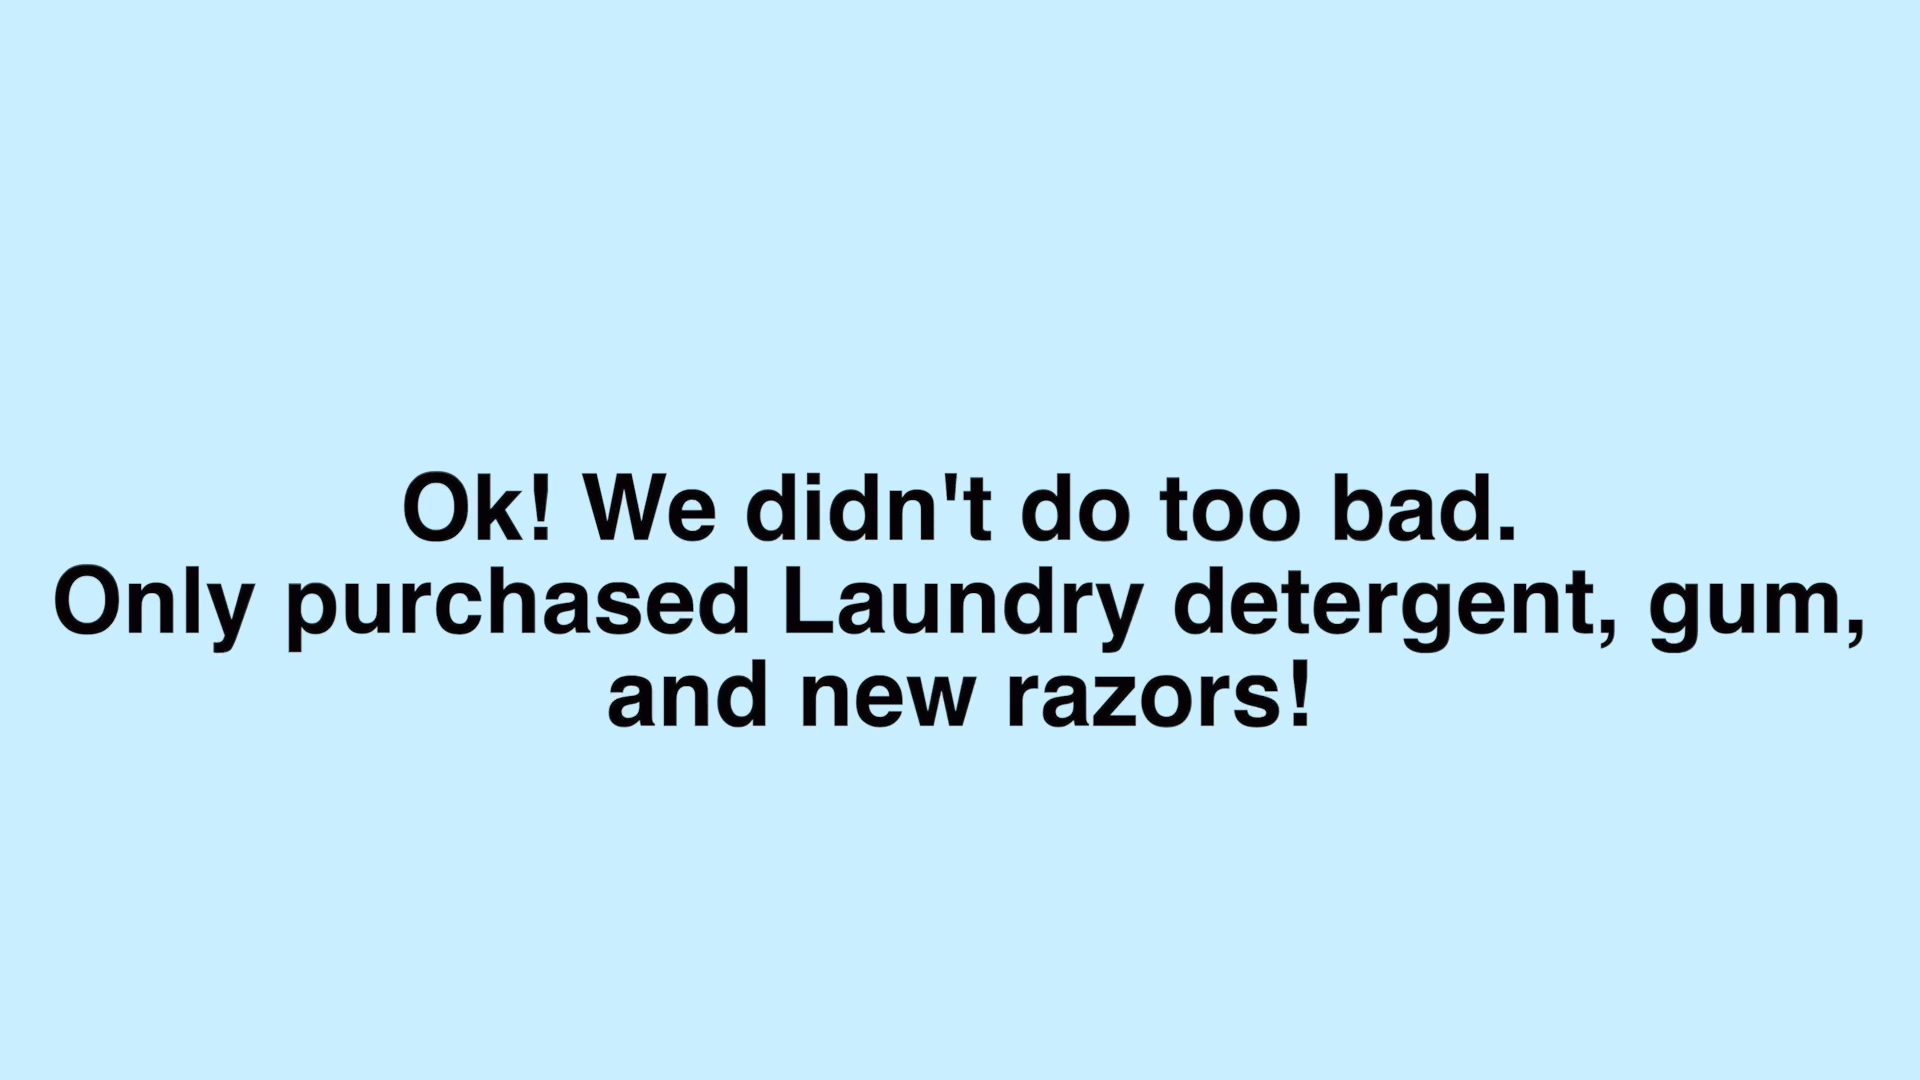 Ok! We didn't do too bad.
Only purchased Laundry detergent, gum,
and new razors!